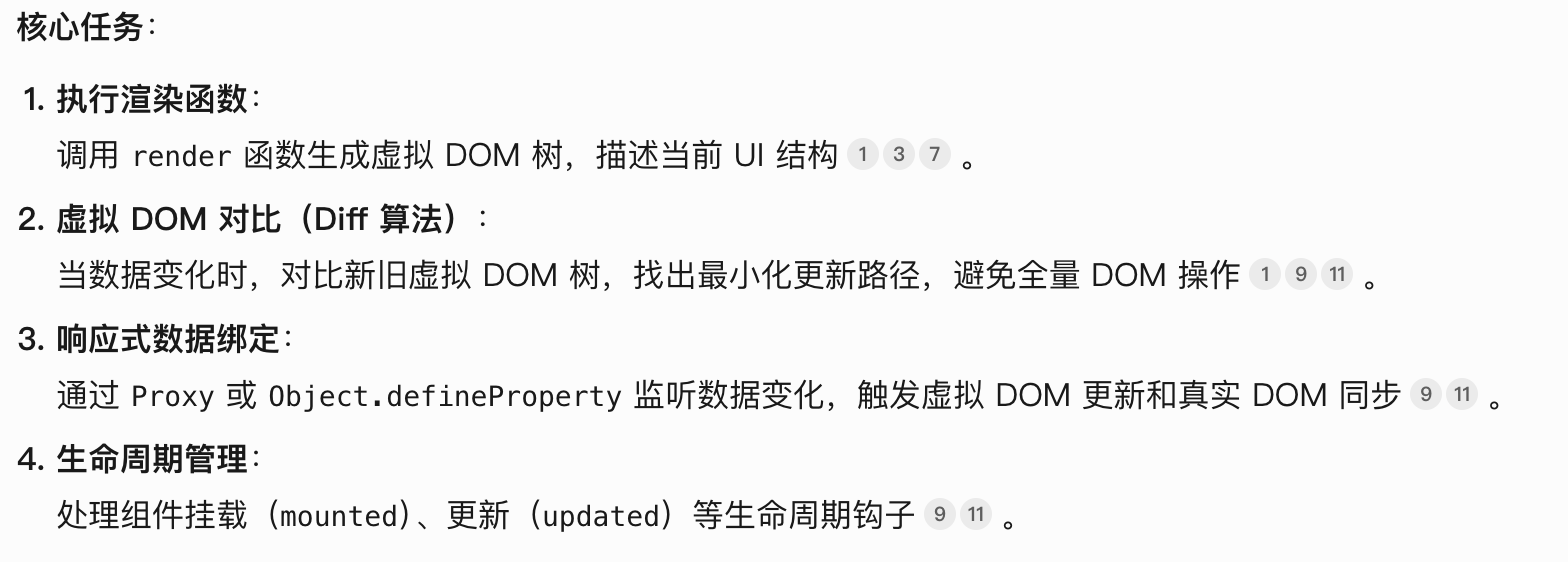 核心任务：
1. 执行渲染函数：
调用 render 函数生成虚拟 DOM 树，描述当前 UI 结构 1 3 7 。
2. 虚拟 DOM 对比（Diff 算法）：
当数据变化时，对比新旧虚拟 DOM 树，找出最小化更新路径，避免全量 DOM 操作 1 9 11 。
3. 响应式数据绑定：
通过 Proxy 或 Object.defineProperty 监听数据变化，触发虚拟 DOM 更新和真实 DOM 同步 9 11 。
4. 生命周期管理：
处理组件挂载（mounted）、更新（updated）等生命周期钩子 9 11 。